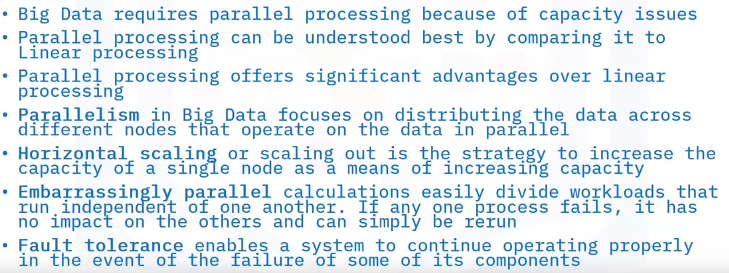 • Big Data requires parallel processing because of capacity issues
• Parallel processing can be understood best by comparing it to
Linear processing
• Parallel processing offers significant advantages over linear
processing
• Parallelism in Big Data focuses on distributing the data across
different nodes that operate on the data in parallel
• Horizontal scaling or scaling out is the strategy to increase the
capacity of a single node as a means of increasing capacity
• Embarrassingly parallel calculations easily divide workloads that
run independent of one another. If any one process fails, it has
no impact on the others and can simply be rerun
• Fault tolerance enables a system to continue operating properly
in the event of the failure of some of its components